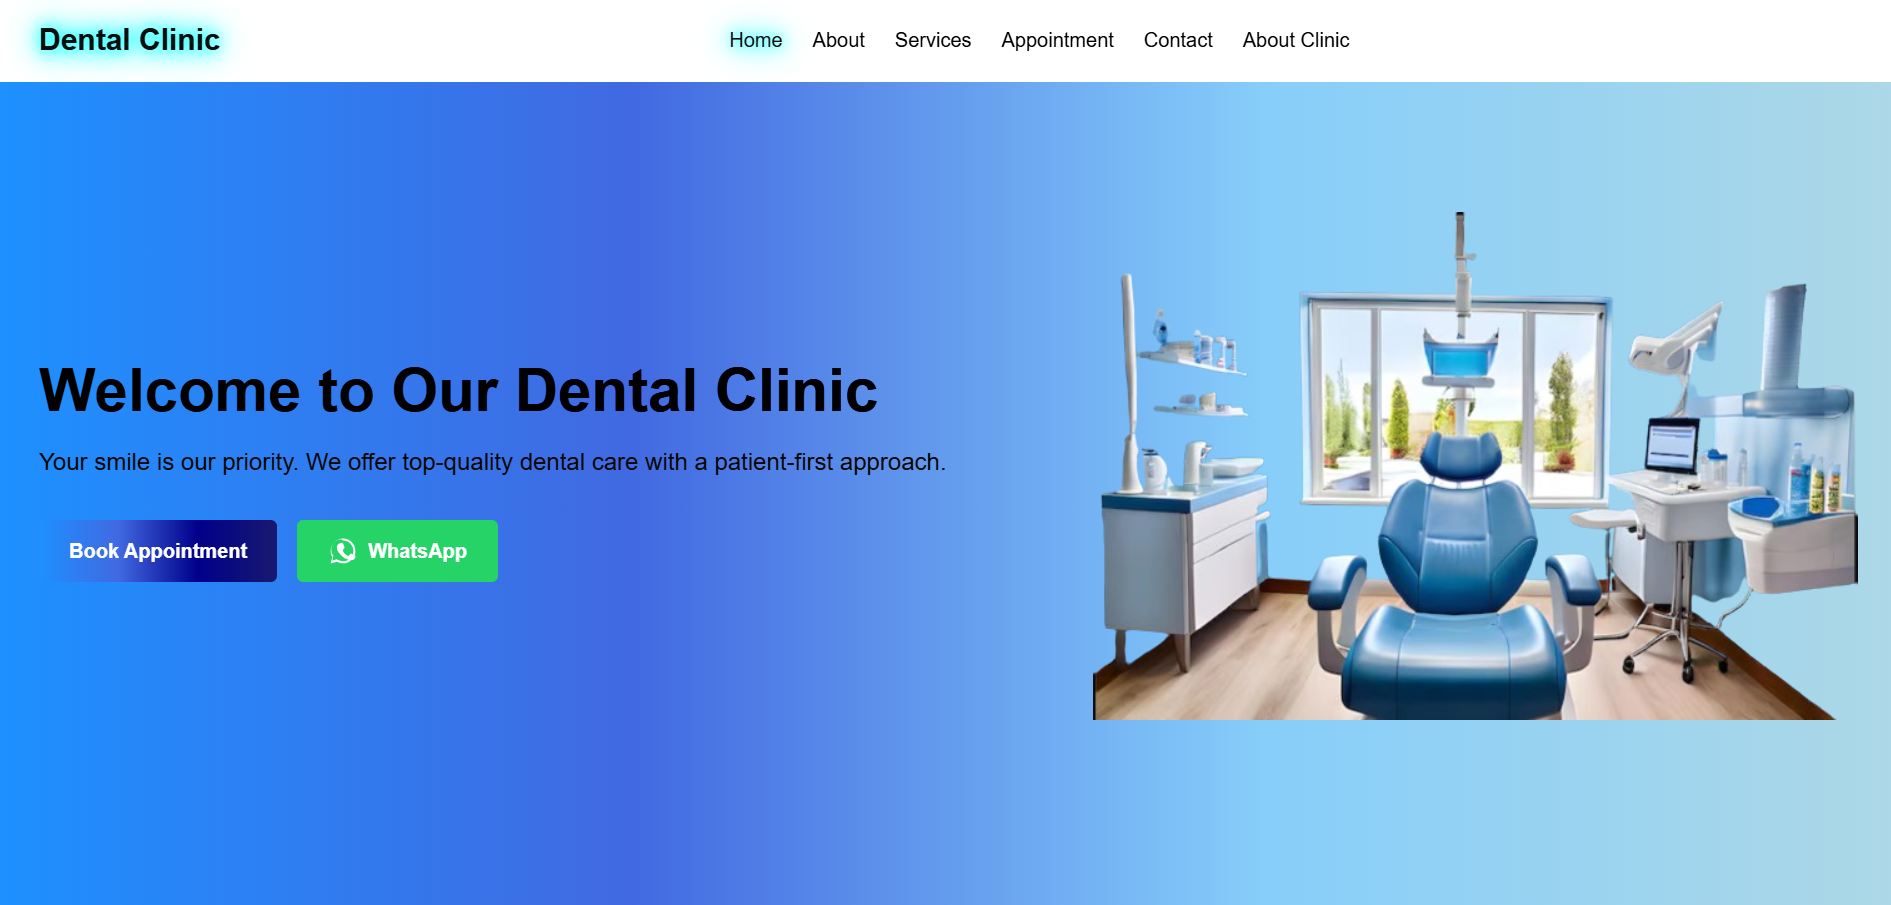 Dental Clinic
Home About Services Appointment Contact About Clinic
Welcome to Our Dental Clinic
Your smile is our priority. We offer top-quality dental care with a patient-first approach.
Book Appointment
WhatsApp